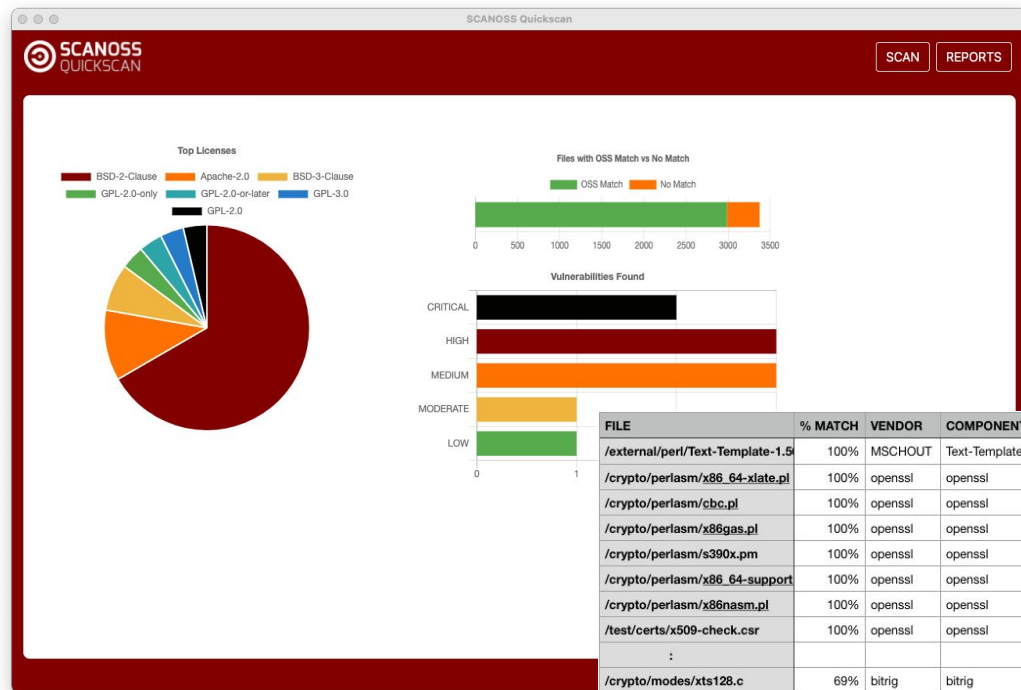 SCANOSS Quickscan
SCANOSS
QUICKSCAN
SCAN REPORTS
Top Licenses
BSD-2-Clause Apache-2.0 BSD-3-Clause
GPL-2.0-only GPL-2.0-or-later GPL-3.0
GPL-2.0
Files with OSS Match vs No Match
OSS Match No Match
0 500 1000 1500 2000 2500 3000 3500
Vulnerabilities Found
CRITICAL
HIGH
MEDIUM
MODERATE
LOW
0 1
FILE % MATCH VENDOR COMPONENT
/external/perl/Text-Template-1.5 100% MSCHOUT Text-Template
/crypto/perlasm/x86_64-xlate.pl 100% openssl openssl
/crypto/perlasm/cbc.pl 100% openssl openssl
/crypto/perlasm/x86gas.pl 100% openssl openssl
/crypto/perlasm/s390x.pm 100% openssl openssl
/crypto/perlasm/x86_64-support 100% openssl openssl
/crypto/perlasm/x86nasm.pl 100% openssl openssl
/test/certs/x509-check.csr 100% openssl openssl
:
/crypto/modes/xts128.c 69% bitrig bitrig